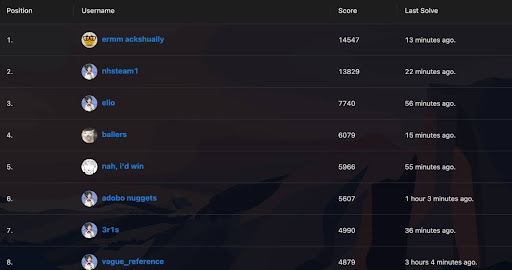 Position Username Score Last Solve
1. ermm ackshually 14547 13 minutes ago.
2. nhsteam1 13829 22 minutes ago.
3. elio 7740 56 minutes ago.
4. ballers 6079 15 minutes ago.
5. nah, i'd win 5966 55 minutes ago.
6. adobo nuggets 5607 1 hour 3 minutes ago.
7. 3r1s 4990 36 minutes ago.
8. vague_reference 4879 3 hours 4 minutes ago.